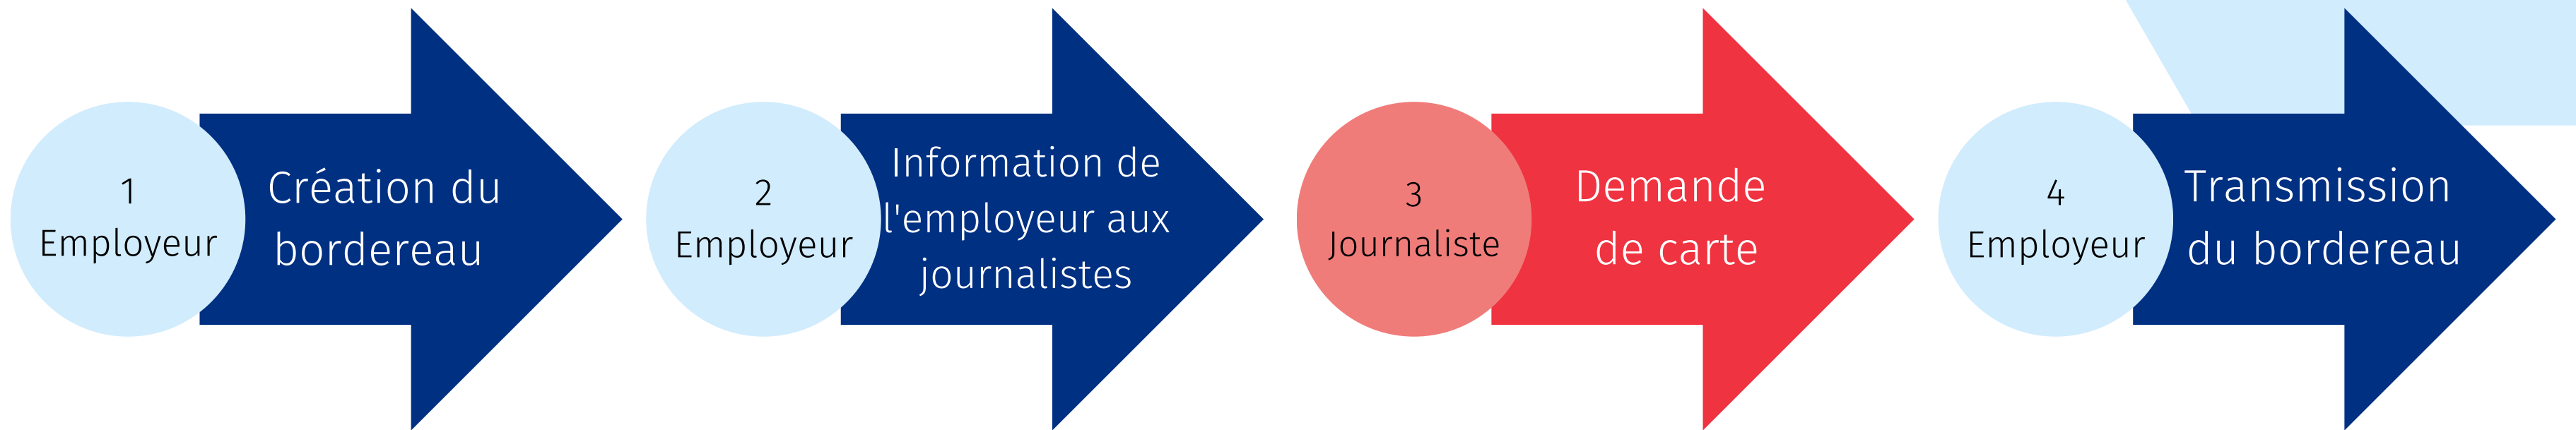 1
Employeur
Création du
bordereau
2
Employeur
Information de
l'employeur aux
journalistes
3
Journaliste
Demande
de carte
4
Employeur
Transmission
du bordereau